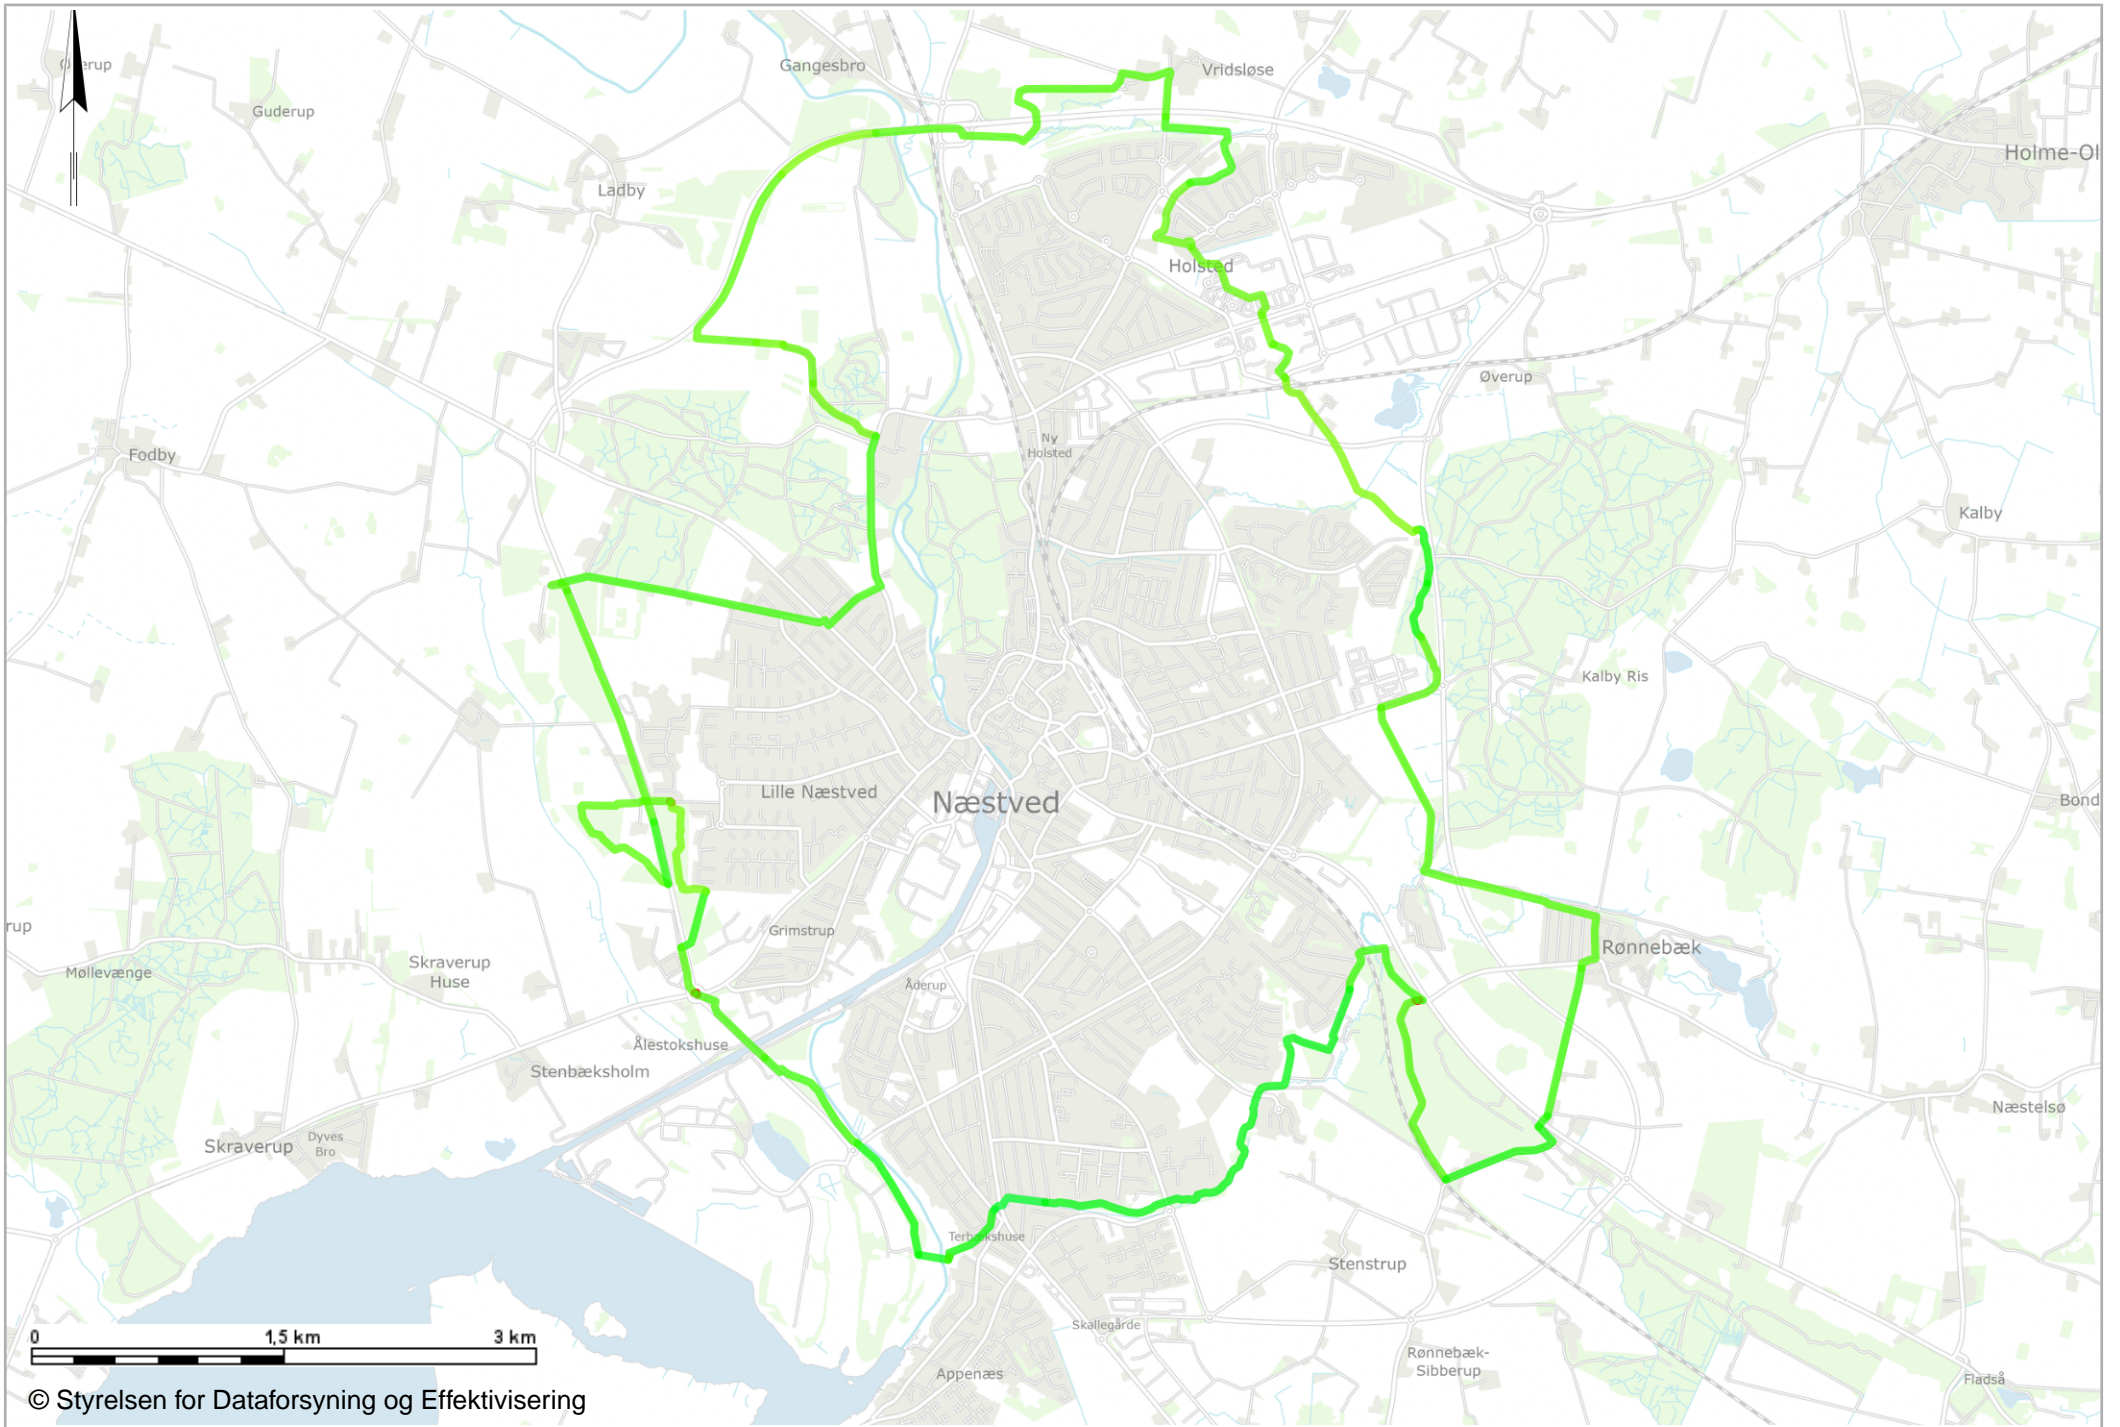 Gangesbro
Vridsløse
Guderup
Holme-Ol
Ladby
Holsted
Øverup
Ny
Holsted
Fodby
Kalby
Kalby Ris
Lille Næstved
Næstved
Bond
rup
Grimstrup
Rønnebæk
Møllevænge
Skraverup
Huse
Åderup
Ålestokshuse
Stenbæksholm
Næstelsø
Skraverup
Dyves
Bro
Stenstrup
Skallegårde
0 1,5 km 3 km
Rønnebæk-
Sibberup
Appenæs
Fladså
© Styrelsen for Dataforsyning og Effektivisering